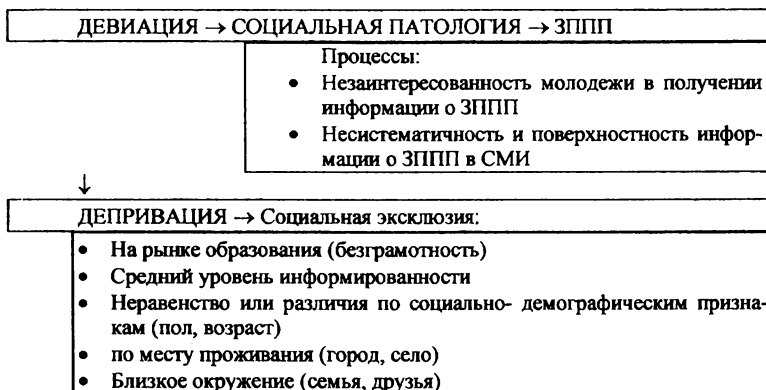 ДЕВИАЦИЯ → СОЦИАЛЬНАЯ ПАТОЛОГИЯ → ЗППП
Процессы:
• Незаинтересованность молодежи в получении
информации о ЗППП
• Несистематичность и поверхностность инфор-
мации о ЗППП в СМИ
↓
ДЕПРИВАЦИЯ → Социальная эксклюзия:
• На рынке образования (безграмотность)
• Средний уровень информированности
• Неравенство или различия по социально- демографическим призна-
кам (пол, возраст)
• по месту проживания (город, село)
• Близкое окружение (семья, друзья)